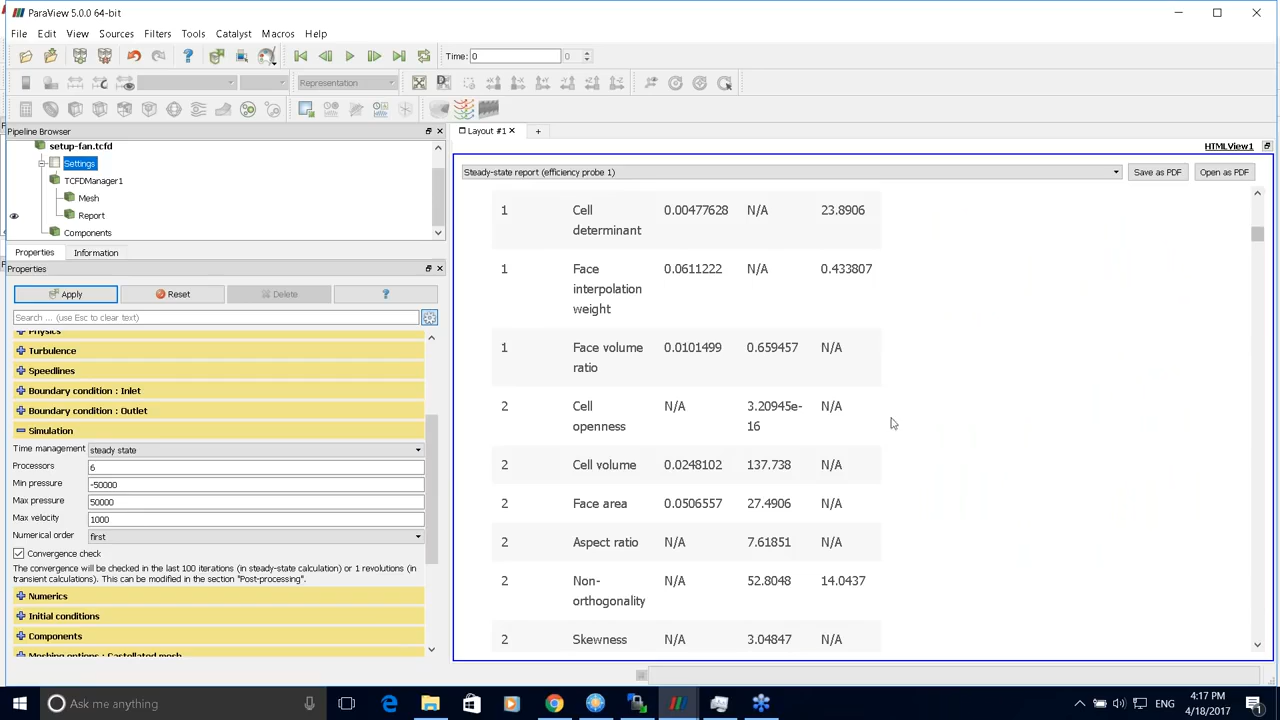 ParaView 5.0.0 64-bit
File Edit View Sources Filters Tools Catalyst Macros Help
Time: 0 0
Representation
Pipeline Browser
setup-fan.tcfd
Settings
TCFDManager1
Mesh
Report
Components
Properties Information
Properties
Apply Reset Delete ?
Search ... (use Esc to clear text)
Physics
Turbulence
Speedlines
Boundary condition : Inlet
Boundary condition : Outlet
Simulation
Time management steady state
Processors 6
Min pressure -50000
Max pressure 50000
Max velocity 1000
Numerical order first
Convergence check
The convergence will be checked in the last 100 iterations (in steady-state calculation) or 1 revolutions (in
transient calculations). This can be modified in the section "Post-processing".
Numerics
Initial conditions
Components
Meshing options : Castellated mesh
Layout #1 × +
HTMLView1
Steady-state report (efficiency probe 1) Save as PDF Open as PDF
1 Cell 0.00477628 N/A 23.8906
determinant
1 Face 0.0611222 N/A 0.433807
interpolation
weight
1 Face volume 0.0101499 0.659457 N/A
ratio
2 Cell N/A 3.20945e- N/A
openness 16
2 Cell volume 0.0248102 137.738 N/A
2 Face area 0.0506557 27.4906 N/A
2 Aspect ratio N/A 7.61851 N/A
2 Non- N/A 52.8048 14.0437
orthogonality
2 Skewness N/A 3.04847 N/A
Ask me anything
ENG
4:17 PM
4/18/2017